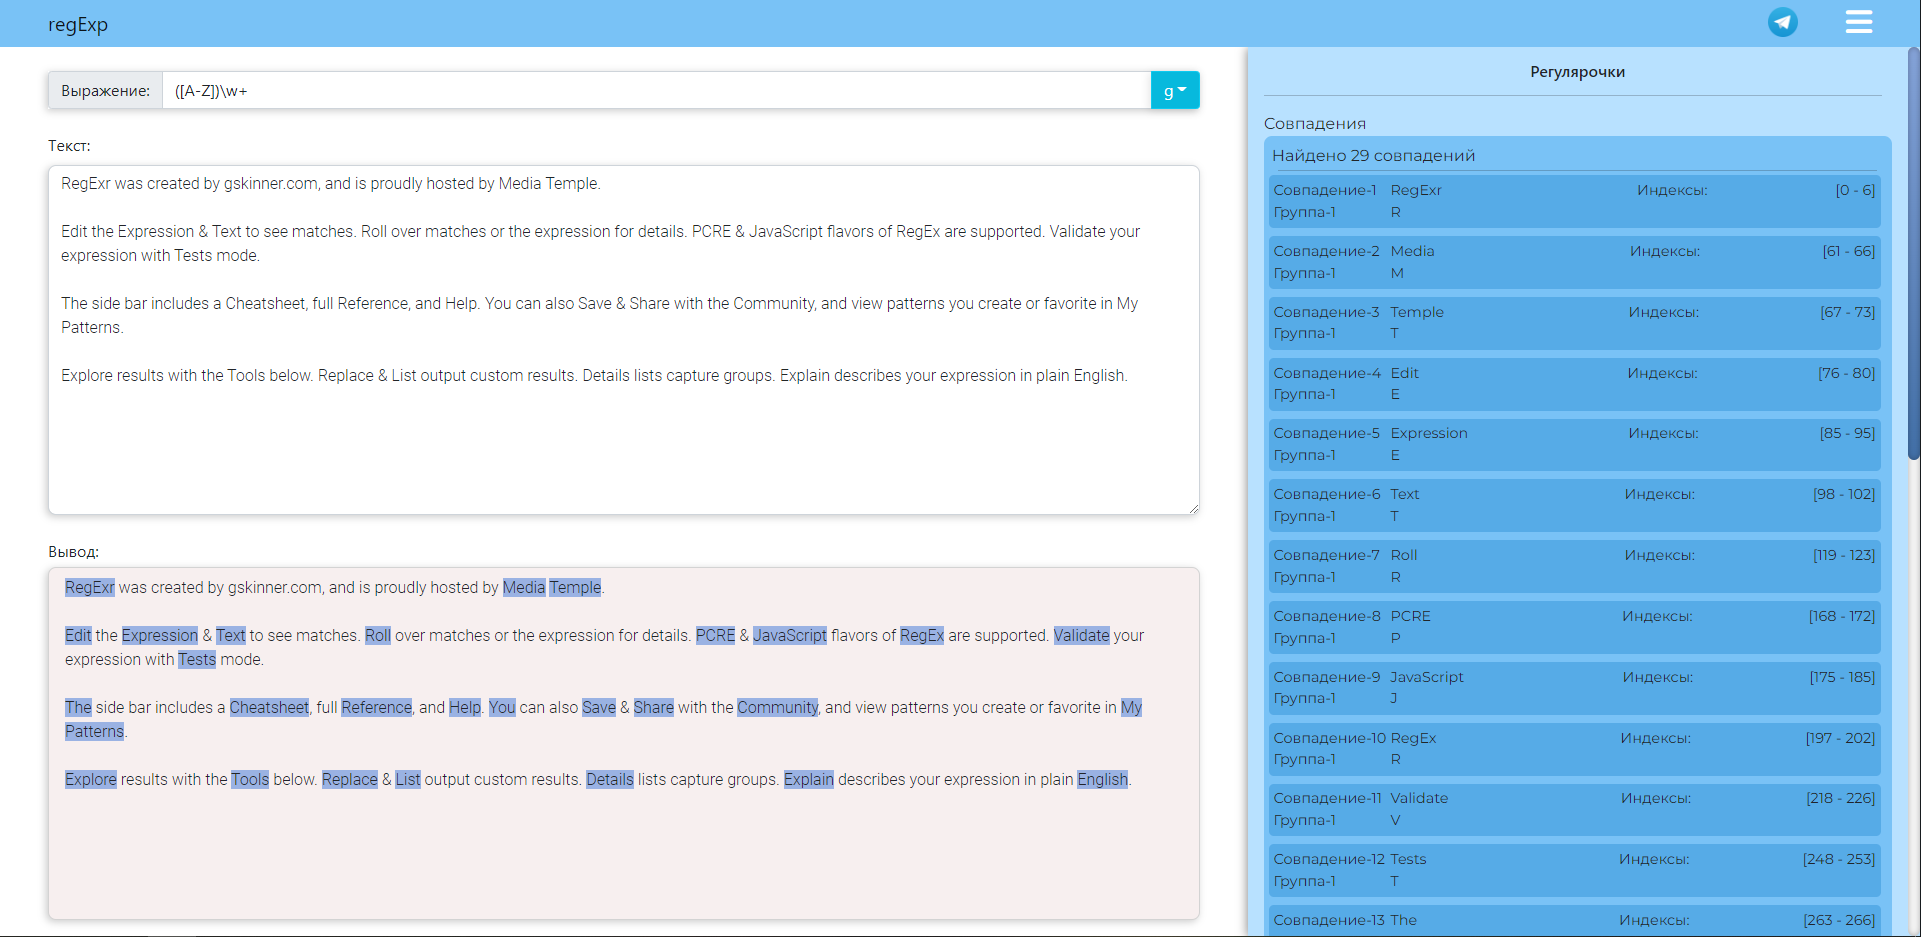 regExp
Выражение: ([A-Z])\w+ g
Текст:
RegExr was created by gskinner.com, and is proudly hosted by Media Temple.
Edit the Expression & Text to see matches. Roll over matches or the expression for details. PCRE & JavaScript flavors of RegEx are supported. Validate your
expression with Tests mode.
The side bar includes a Cheatsheet, full Reference, and Help. You can also Save & Share with the Community, and view patterns you create or favorite in My
Patterns.
Explore results with the Tools below. Replace & List output custom results. Details lists capture groups. Explain describes your expression in plain English.
Вывод:
RegExr was created by gskinner.com, and is proudly hosted by Media Temple.
Edit the Expression & Text to see matches. Roll over matches or the expression for details. PCRE & JavaScript flavors of RegEx are supported. Validate your
expression with Tests mode.
The side bar includes a Cheatsheet, full Reference, and Help. You can also Save & Share with the Community, and view patterns you create or favorite in My
Patterns.
Explore results with the Tools below. Replace & List output custom results. Details lists capture groups. Explain describes your expression in plain English.
Регулярочки
Совпадения
Найдено 29 совпадений
Совпадение-1 RegExr Индексы: [0 - 6]
Группа-1 R
Совпадение-2 Media Индексы: [61 - 66]
Группа-1 M
Совпадение-3 Temple Индексы: [67 - 73]
Группа-1 T
Совпадение-4 Edit Индексы: [76 - 80]
Группа-1 E
Совпадение-5 Expression Индексы: [85 - 95]
Группа-1 E
Совпадение-6 Text Индексы: [98 - 102]
Группа-1 T
Совпадение-7 Roll Индексы: [119 - 123]
Группа-1 R
Совпадение-8 PCRE Индексы: [168 - 172]
Группа-1 P
Совпадение-9 JavaScript Индексы: [175 - 185]
Группа-1 J
Совпадение-10 RegEx Индексы: [197 - 202]
Группа-1 R
Совпадение-11 Validate Индексы: [218 - 226]
Группа-1 V
Совпадение-12 Tests Индексы: [248 - 253]
Группа-1 T
Совпадение-13 The Индексы: [263 - 266]